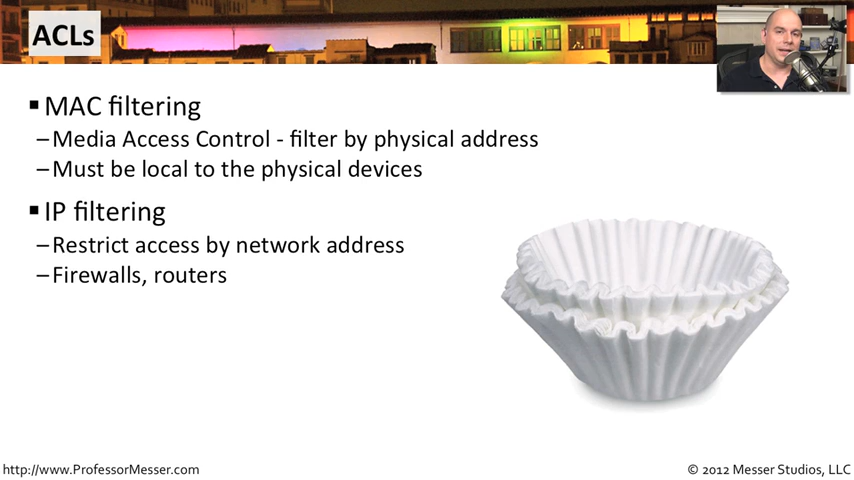 ACLs
▪ MAC filtering
–Media Access Control - filter by physical address
–Must be local to the physical devices
▪ IP filtering
–Restrict access by network address
–Firewalls, routers
http://www.ProfessorMesser.com
© 2012 Messer Studios, LLC